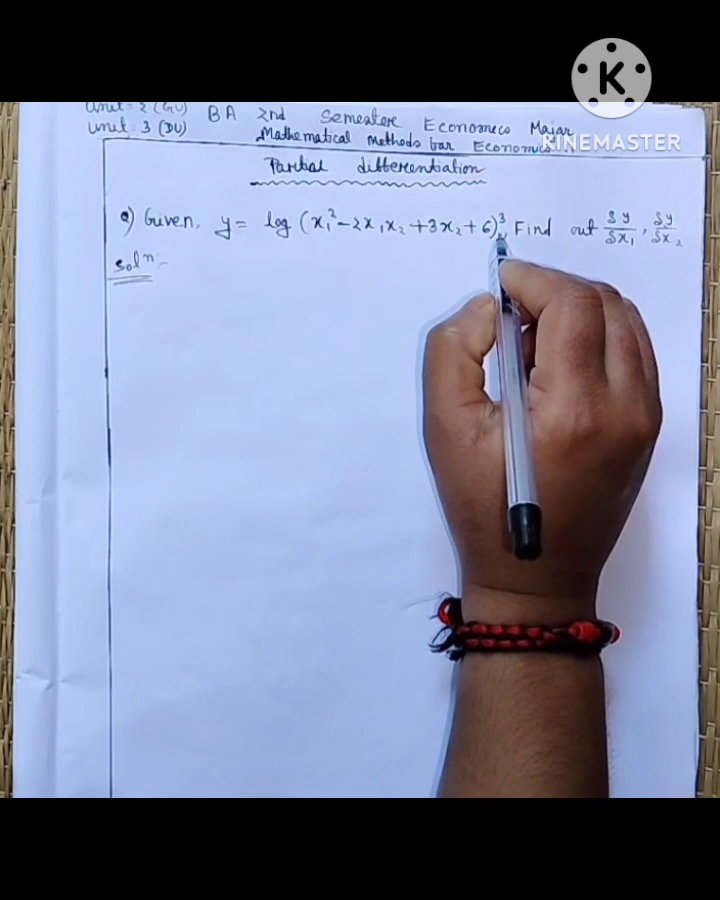 Unit = 2 (GU)
BA 2nd Semester Economics Major
Unit 3 (DU)
Mathematical Methods for Economics
K
KINEMASTER
Partial differentiation
Q) Given, y = log (x₁² - 2x₁x₂ + 3x₂ + 6)³. Find out δy/δx₁, δy/δx₂
Solⁿ:-